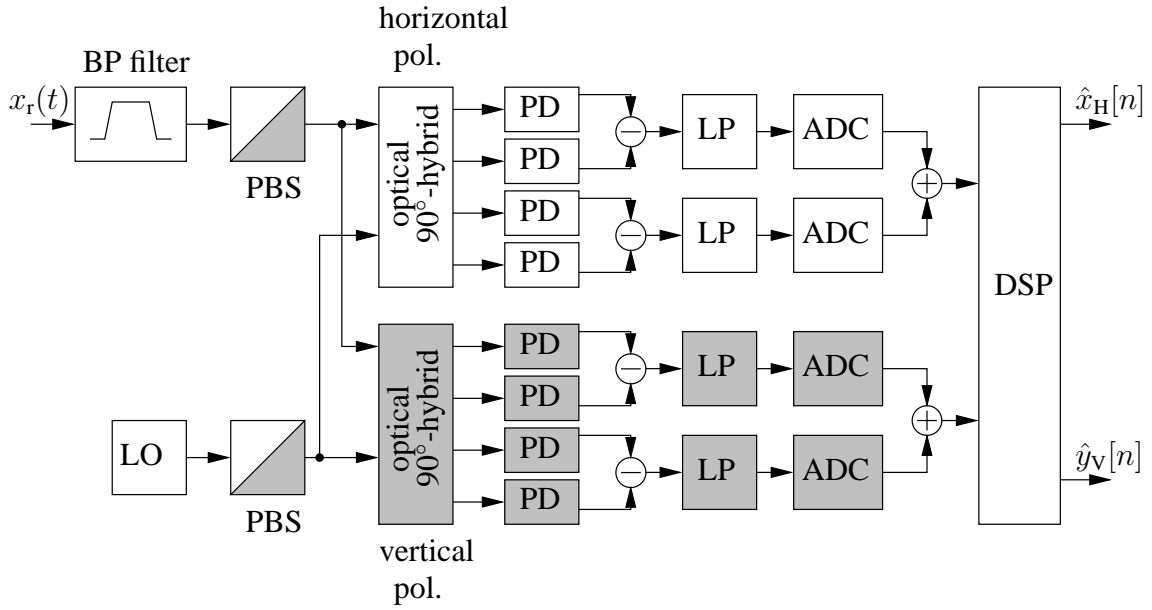 horizontal
pol.
BP filter
x_r(t)
PBS
optical
90°-hybrid
PD
PD
PD
PD
−
−
LP
LP
ADC
ADC
+
DSP
x̂_H[n]
LO
PBS
optical
90°-hybrid
PD
PD
PD
PD
−
−
LP
LP
ADC
ADC
+
ŷ_V[n]
vertical
pol.